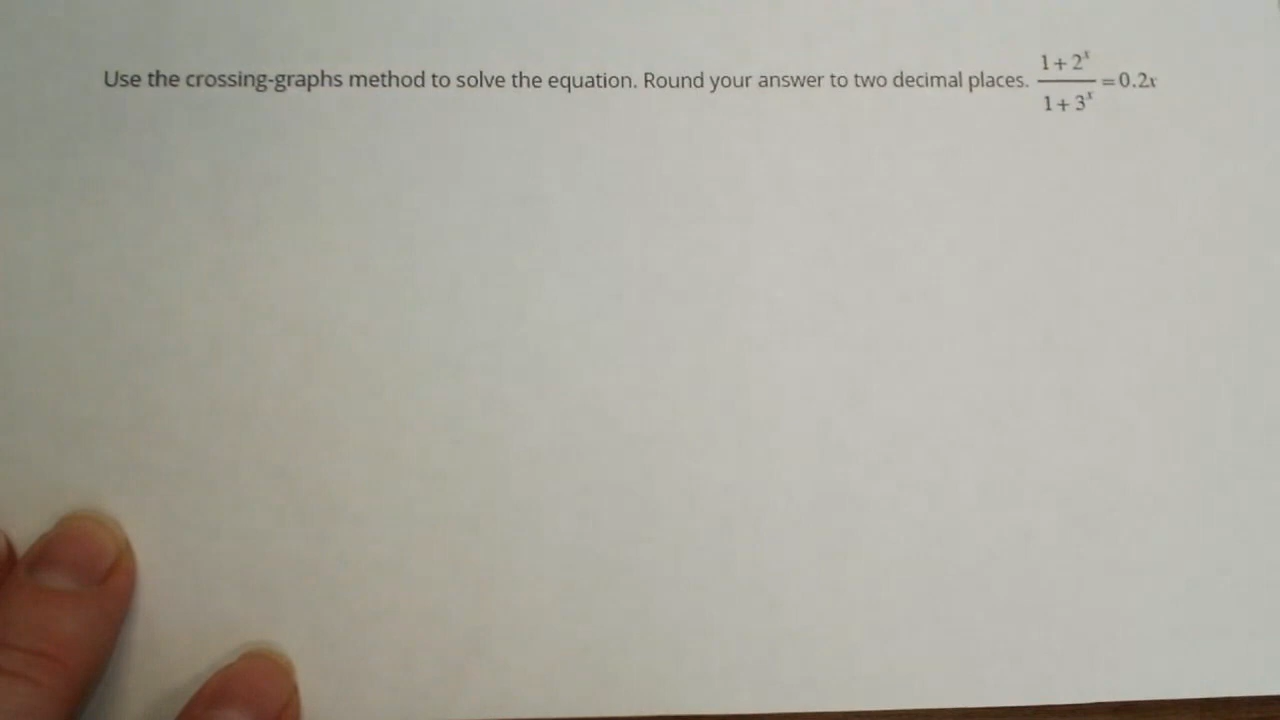 Use the crossing-graphs method to solve the equation. Round your answer to two decimal places. $\frac{1+2^x}{1+3^x}=0.2x$